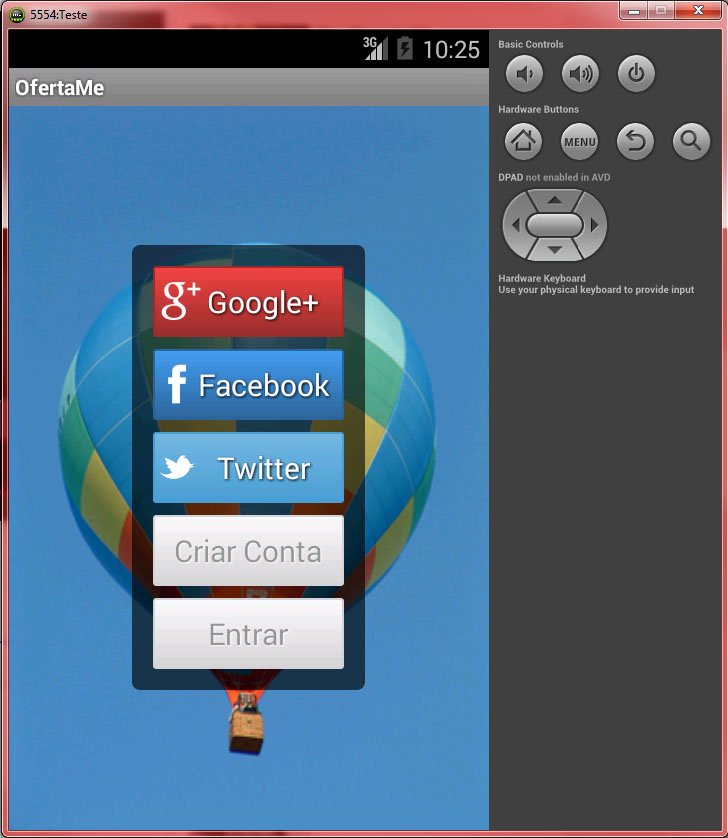 5554:Teste
3G 10:25
OfertaMe
g+ Google+
f Facebook
Twitter
Criar Conta
Entrar
Basic Controls
Hardware Buttons
MENU
DPAD not enabled in AVD
Hardware Keyboard
Use your physical keyboard to provide input